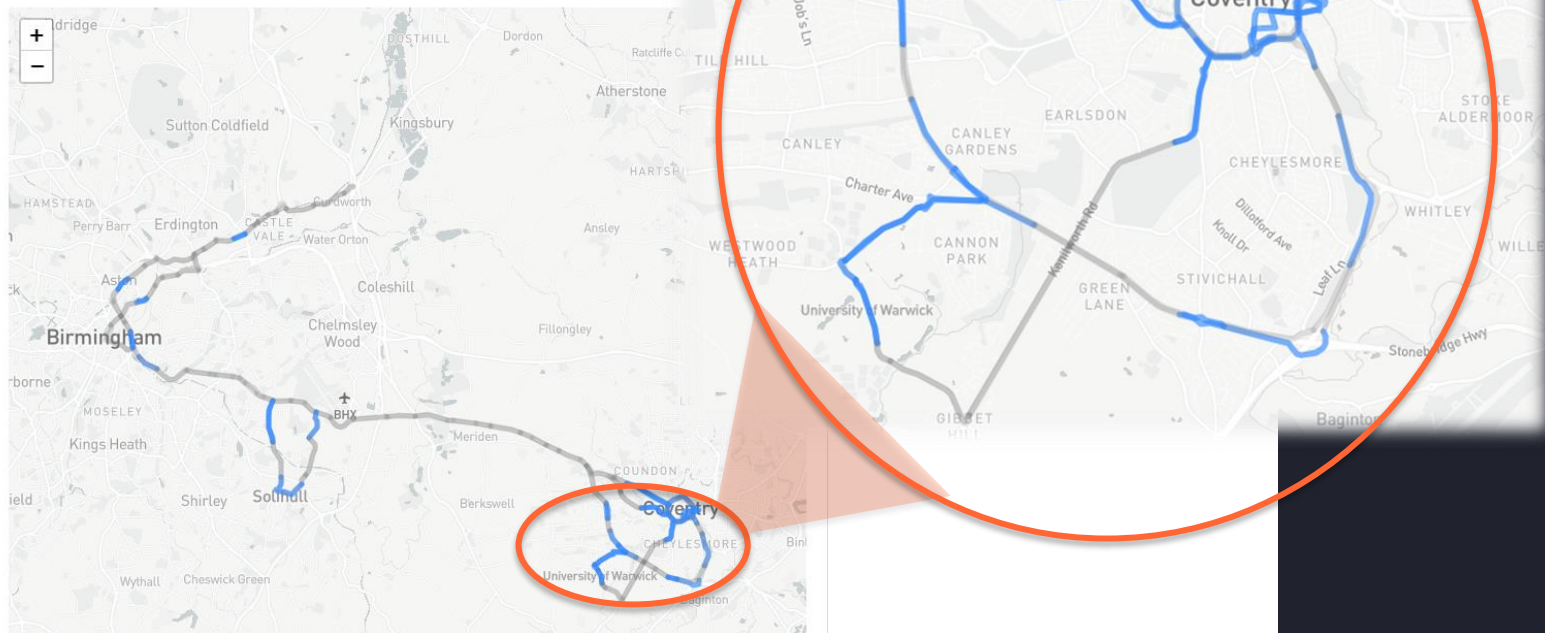 +
−
DOSTHILL
Dordon
Atherstone
Sutton Coldfield
Kingsbury
HAMSTEAD
Curdworth
Perry Barr
Erdington
CASTLE
VALE
Water Orton
Ansley
Aston
Coleshill
Birmingham
Chelmsley
Wood
Fillongley
BHX
MOSELEY
Kings Heath
Meriden
COUNDON
Shirley
Solihull
Berkswell
Coventry
CHEYLESMORE
University of Warwick
Wythall
Cheswick Green
Baginton
Coventry
Job's Ln
TILE HILL
EARLSDON
STOKE
ALDERMOOR
CANLEY
CANLEY
GARDENS
CHEYLESMORE
Charter Ave
WHITLEY
Dillotford Ave
Knoll Dr
WESTWOOD
HEATH
CANNON
PARK
Kenilworth Rd
STIVICHALL
Leaf Ln
GREEN
LANE
University of Warwick
Stonebridge Hwy
GIBBET
HILL
Baginton